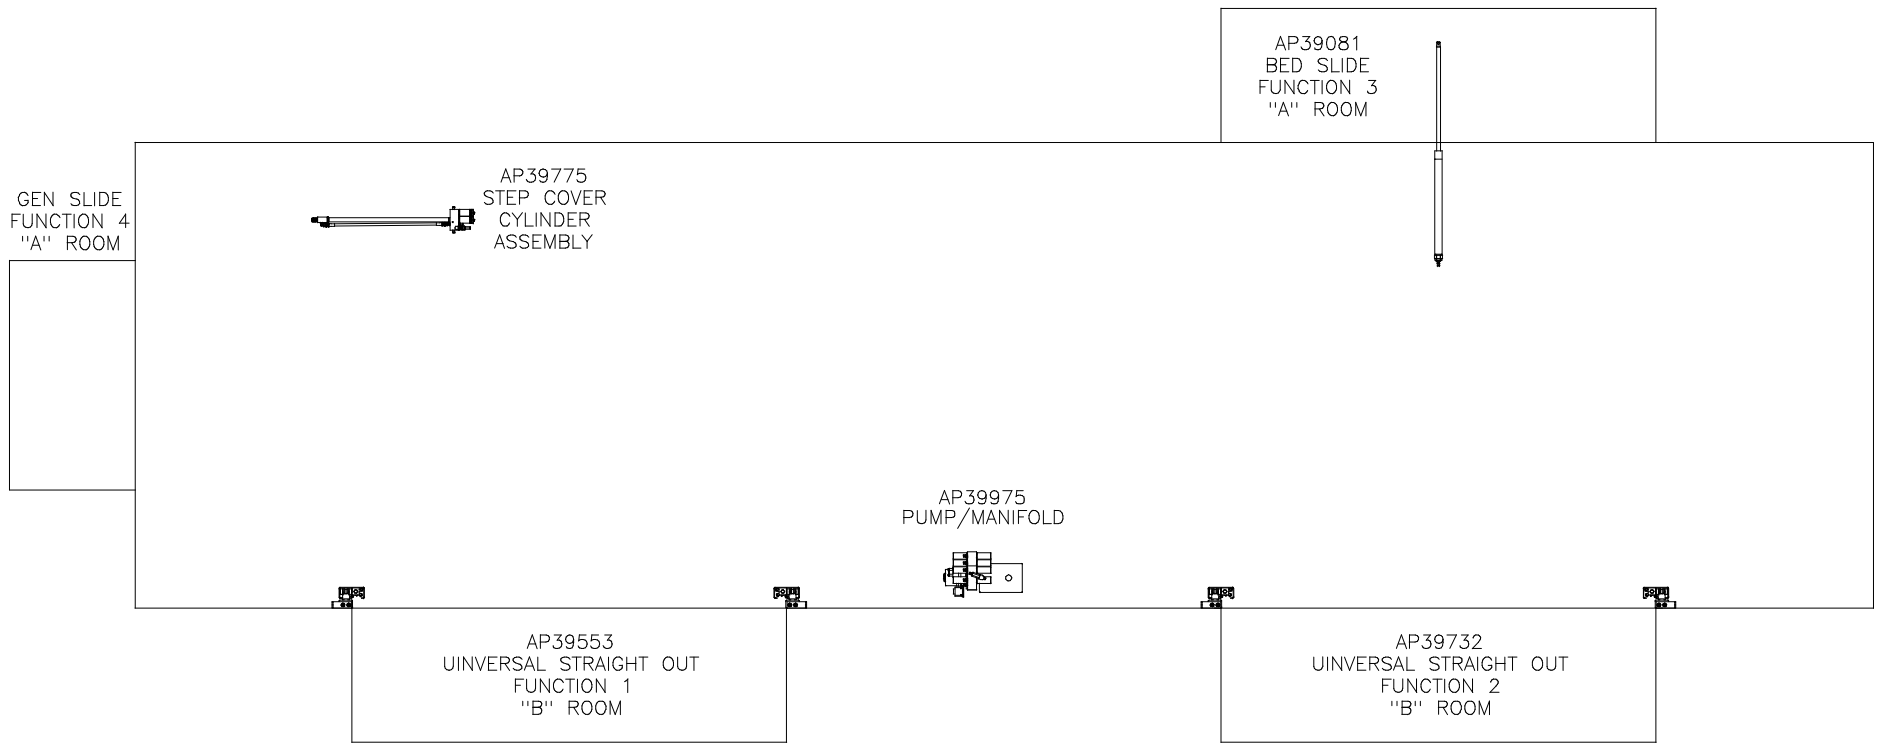 AP39081
BED SLIDE
FUNCTION 3
"A" ROOM
GEN SLIDE
FUNCTION 4
"A" ROOM
AP39775
STEP COVER
CYLINDER
ASSEMBLY
AP39975
PUMP/MANIFOLD
AP39553
UINVERSAL STRAIGHT OUT
FUNCTION 1
"B" ROOM
AP39732
UINVERSAL STRAIGHT OUT
FUNCTION 2
"B" ROOM